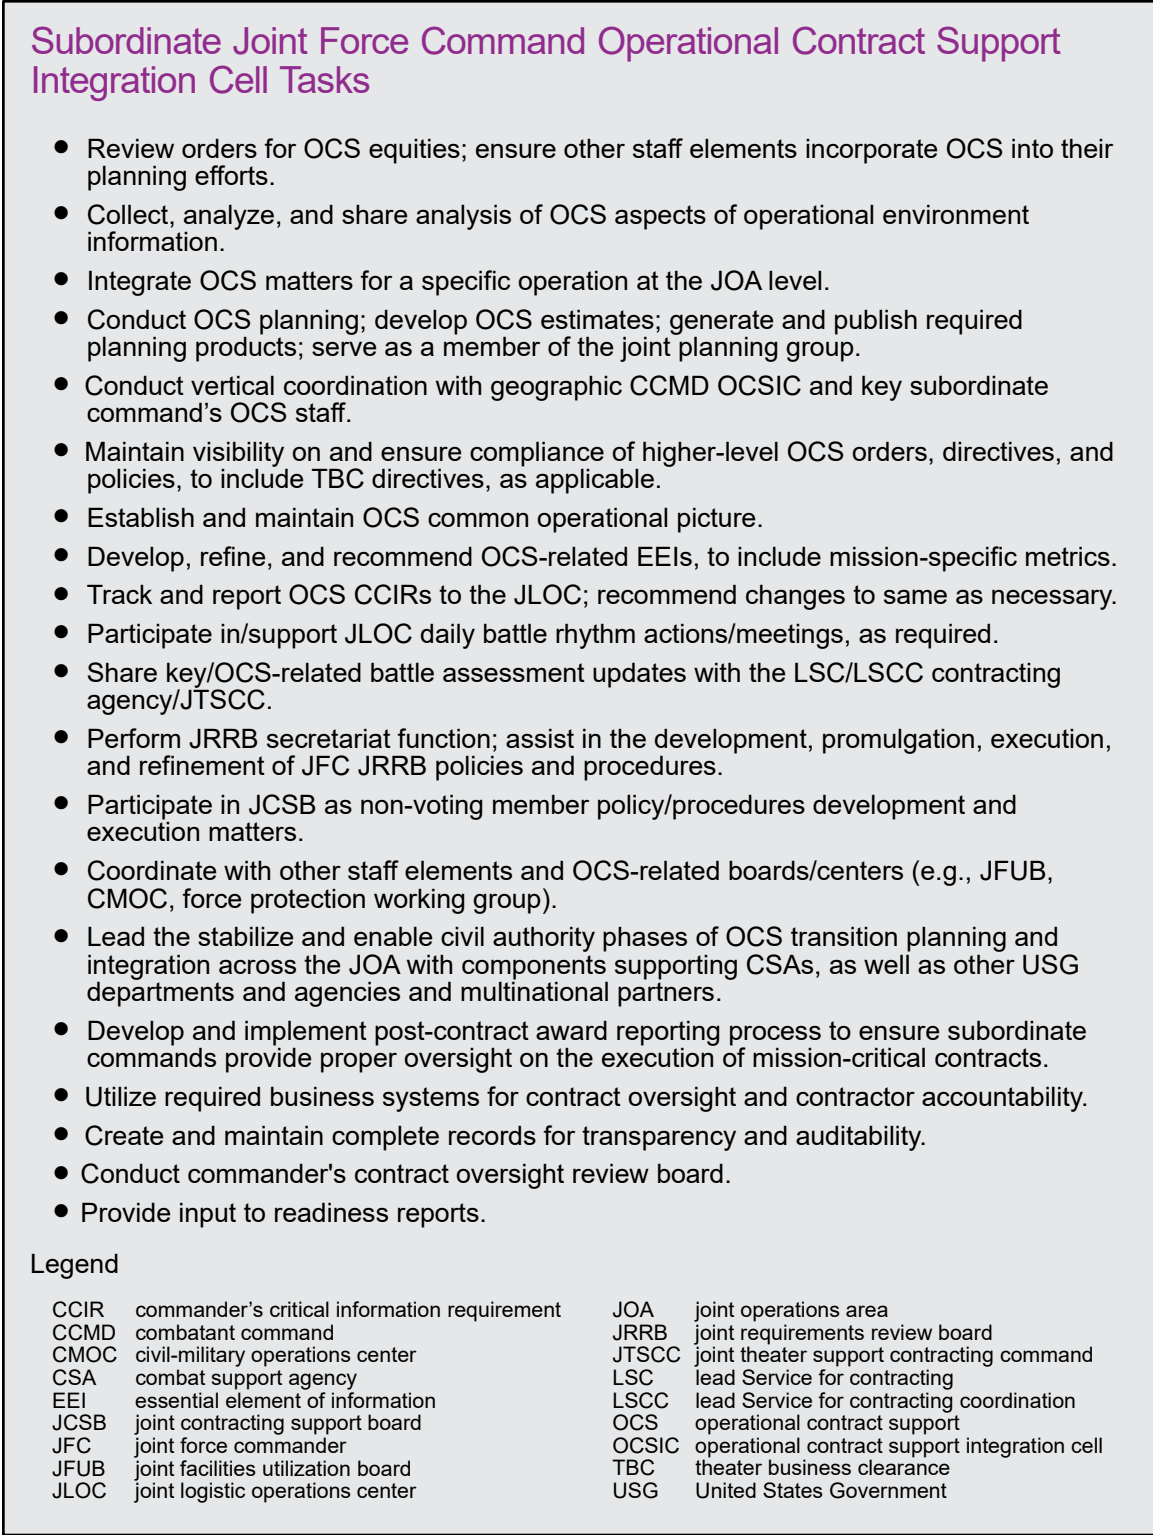 Subordinate Joint Force Command Operational Contract Support
Integration Cell Tasks
● Review orders for OCS equities; ensure other staff elements incorporate OCS into their
planning efforts.
● Collect, analyze, and share analysis of OCS aspects of operational environment
information.
● Integrate OCS matters for a specific operation at the JOA level.
● Conduct OCS planning; develop OCS estimates; generate and publish required
planning products; serve as a member of the joint planning group.
● Conduct vertical coordination with geographic CCMD OCSIC and key subordinate
command’s OCS staff.
● Maintain visibility on and ensure compliance of higher-level OCS orders, directives, and
policies, to include TBC directives, as applicable.
● Establish and maintain OCS common operational picture.
● Develop, refine, and recommend OCS-related EEIs, to include mission-specific metrics.
● Track and report OCS CCIRs to the JLOC; recommend changes to same as necessary.
● Participate in/support JLOC daily battle rhythm actions/meetings, as required.
● Share key/OCS-related battle assessment updates with the LSC/LSCC contracting
agency/JTSCC.
● Perform JRRB secretariat function; assist in the development, promulgation, execution,
and refinement of JFC JRRB policies and procedures.
● Participate in JCSB as non-voting member policy/procedures development and
execution matters.
● Coordinate with other staff elements and OCS-related boards/centers (e.g., JFUB,
CMOC, force protection working group).
● Lead the stabilize and enable civil authority phases of OCS transition planning and
integration across the JOA with components supporting CSAs, as well as other USG
departments and agencies and multinational partners.
● Develop and implement post-contract award reporting process to ensure subordinate
commands provide proper oversight on the execution of mission-critical contracts.
● Utilize required business systems for contract oversight and contractor accountability.
● Create and maintain complete records for transparency and auditability.
● Conduct commander's contract oversight review board.
● Provide input to readiness reports.
Legend
CCIR commander’s critical information requirement
CCMD combatant command
CMOC civil-military operations center
CSA combat support agency
EEI essential element of information
JCSB joint contracting support board
JFC joint force commander
JFUB joint facilities utilization board
JLOC joint logistic operations center
JOA joint operations area
JRRB joint requirements review board
JTSCC joint theater support contracting command
LSC lead Service for contracting
LSCC lead Service for contracting coordination
OCS operational contract support
OCSIC operational contract support integration cell
TBC theater business clearance
USG United States Government